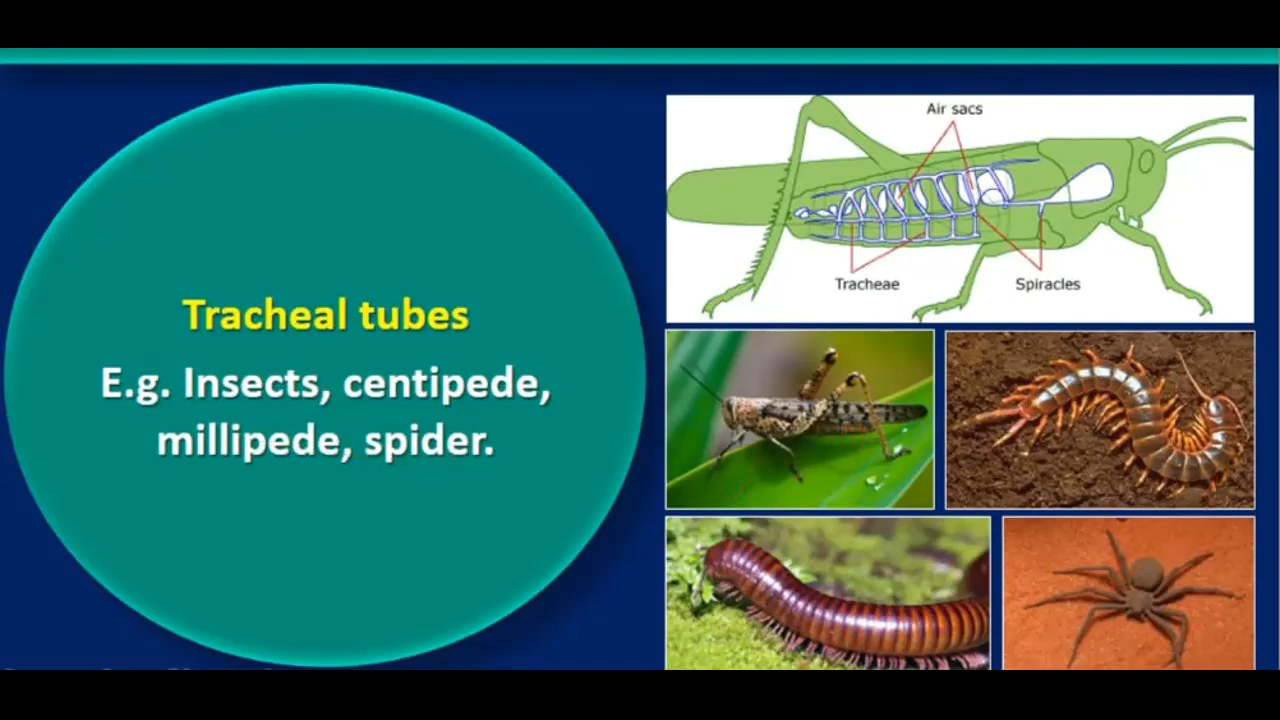 Tracheal tubes
E.g. Insects, centipede,
millipede, spider.
Air sacs
Tracheae
Spiracles